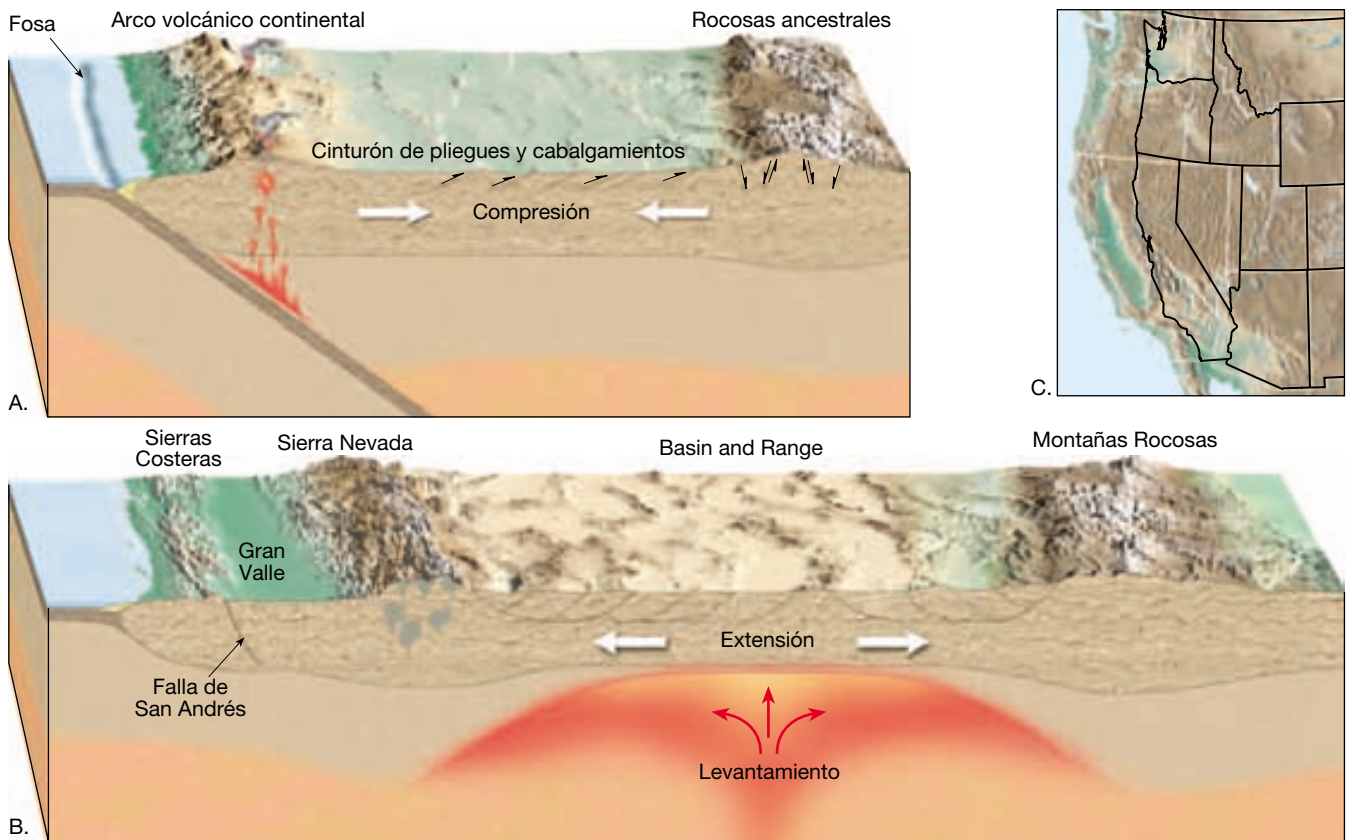 Arco volcánico continental
Rocosas ancestrales
Fosa
Cinturón de pliegues y cabalgamientos
Compresión
A.
C.
Sierras
Costeras
Sierra Nevada
Basin and Range
Montañas Rocosas
Gran
Valle
Extensión
Falla de
San Andrés
Levantamiento
B.